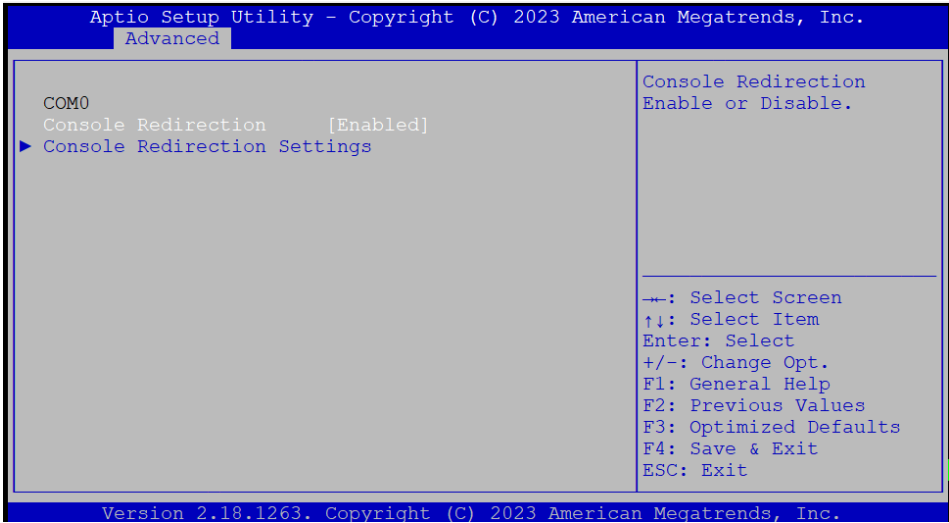 Aptio Setup Utility – Copyright (C) 2023 American Megatrends, Inc.
Advanced
COM0
Console Redirection [Enabled]
► Console Redirection Settings
Console Redirection
Enable or Disable.
→←: Select Screen
↑↓: Select Item
Enter: Select
+/-: Change Opt.
F1: General Help
F2: Previous Values
F3: Optimized Defaults
F4: Save & Exit
ESC: Exit
Version 2.18.1263. Copyright (C) 2023 American Megatrends, Inc.